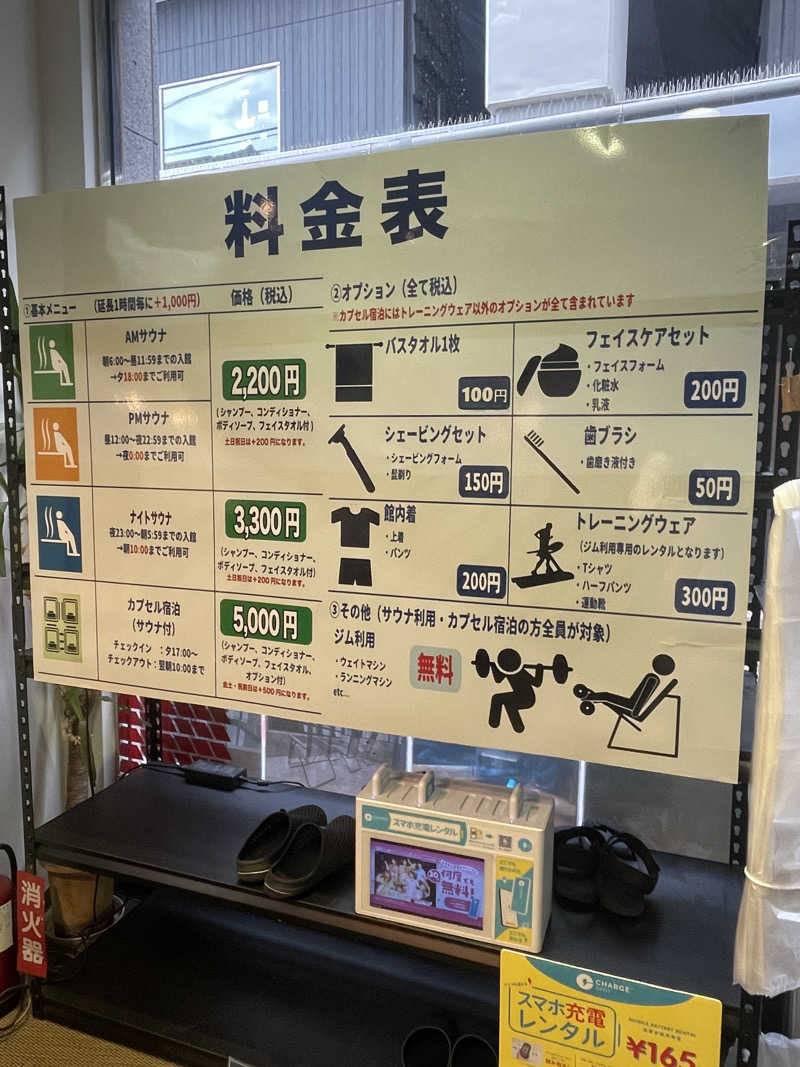 料金表
①基本メニュー (延長1時間毎に+1,000円) 価格(税込)
AMサウナ
朝6:00〜昼11:59までの入館
→夕18:00までご利用可
PMサウナ
昼12:00〜夜22:59までの入館
→夜0:00までご利用可
2,200円
(シャンプー、コンディショナー、
ボディソープ、フェイスタオル付)
土日祝日は+200円になります。
ナイトサウナ
夜23:00〜朝5:59までの入館
→朝10:00までご利用可
3,300円
(シャンプー、コンディショナー、
ボディソープ、フェイスタオル付)
土日祝日は+200円になります。
カプセル宿泊
(サウナ付)
チェックイン :夕17:00〜
チェックアウト:翌朝10:00まで
5,000円
(シャンプー、コンディショナー、
ボディソープ、フェイスタオル、
オプション付)
金土・祝前日は+500円になります。
②オプション(全て税込)
※カプセル宿泊にはトレーニングウェア以外のオプションが全て含まれています
バスタオル1枚
100円
フェイスケアセット
・フェイスフォーム
・化粧水
・乳液
200円
シェービングセット
・シェービングフォーム
・髭剃り
150円
歯ブラシ
・歯磨き液付き
50円
館内着
・上着
・パンツ
200円
トレーニングウェア
(ジム利用専用のレンタルとなります)
・Tシャツ
・ハーフパンツ
・運動靴
300円
③その他(サウナ利用・カプセル宿泊の方全員が対象)
ジム利用
・ウェイトマシン
・ランニングマシン
etc...
無料
スマホ充電レンタル
何度でも
無料
消火器
CHARGE
スマホ充電
レンタル
MOBILE BATTERY RENTAL
¥165